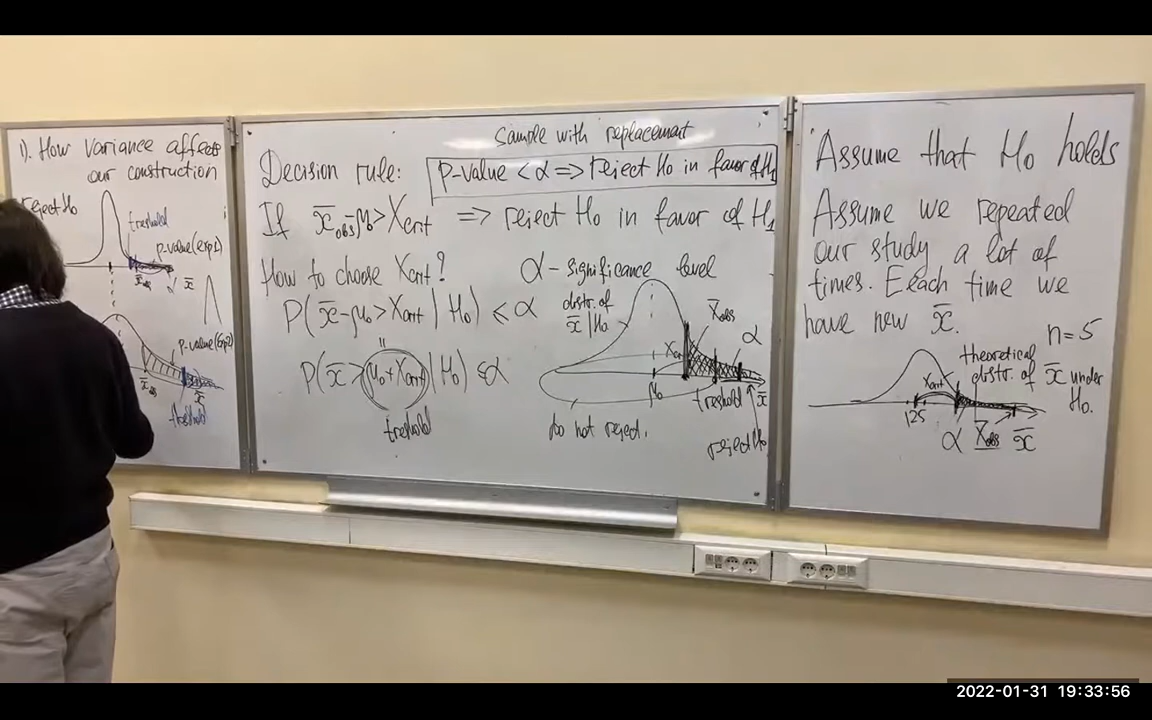 1). How variance affects
our construction
reject H₀
treshold
p-value(exp1)
x̄obs
x̄
p-value(exp2)
x̄obs
x̄
treshold
sample with replacement
Decision rule:
p-value < α => reject H₀ in favor of H₁
If x̄obs - μ₀ > Xcrit => reject H₀ in favor of H₁
How to choose Xcrit?
α - significance level
P(x̄ - μ₀ > Xcrit | H₀) ≤ α
distr. of
x̄ | H₀
X̄obs
α
Xcrit
"
P(x̄ > (μ₀ + Xcrit) | H₀) ≤ α
μ₀
treshold
x̄
treshold
Do not reject.
reject H₀
Assume that H₀ holds
Assume we repeated
our study a lot of
times. Each time we
have new x̄.
n = 5
theoretical
distr. of x̄ under
H₀.
Xcrit
125
α
X̄obs
x̄
2022-01-31 19:33:56